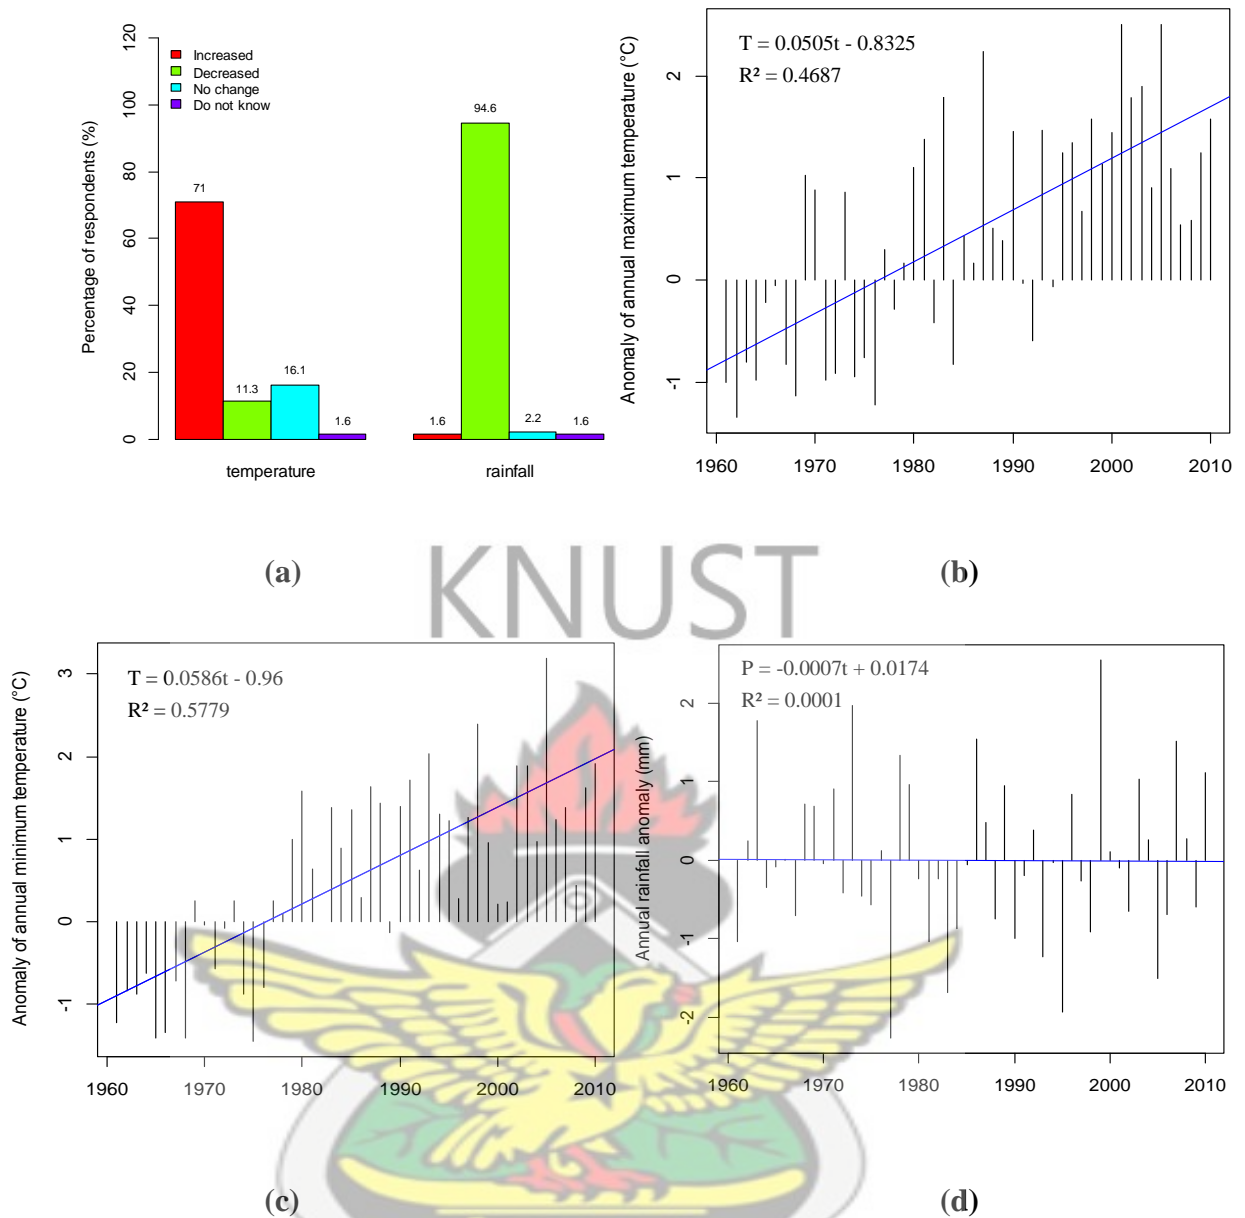 120
100
80
60
40
20
0
Percentage of respondents (%)
Increased
Decreased
No change
Do not know
71
11.3
16.1
1.6
1.6
94.6
2.2
1.6
temperature
rainfall
(a)
Anomaly of annual maximum temperature (°C)
T = 0.0505t - 0.8325
R² = 0.4687
2
1
0
-1
1960
1970
1980
1990
2000
2010
(b)
KNUST
Anomaly of annual minimum temperature (°C)
T = 0.0586t - 0.96
R² = 0.5779
3
2
1
0
-1
1960
1970
1980
1990
2000
2010
(c)
Annual rainfall anomaly (mm)
P = -0.0007t + 0.0174
R² = 0.0001
2
1
0
-1
-2
1960
1970
1980
1990
2000
2010
(d)